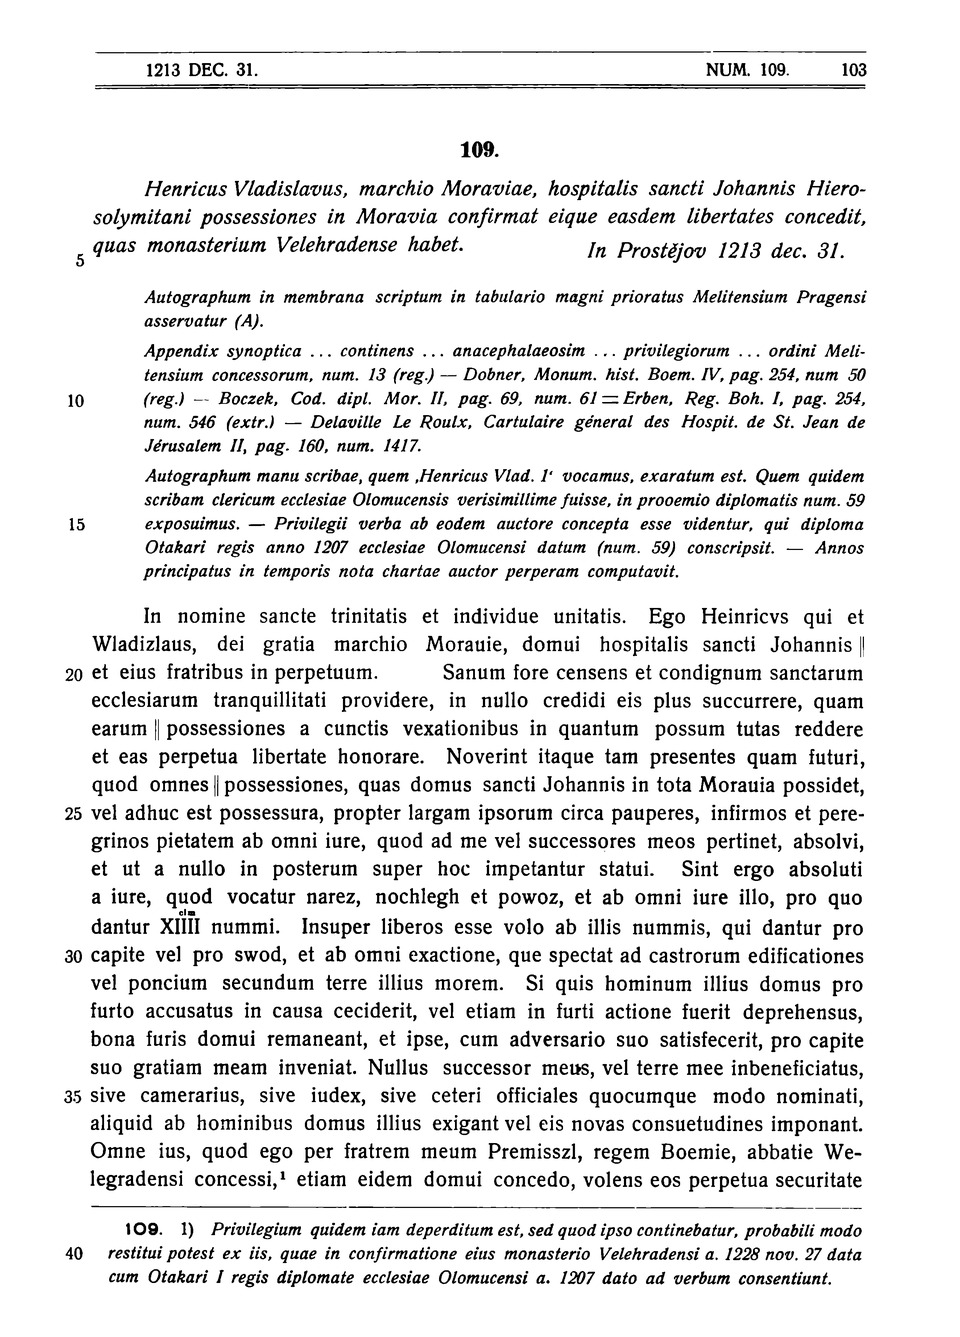 1213 DEC. 31. NUM. 109. 103
109.
Henricus Vladislavus, marchio Moraviae, hospitalis sancti Johannis Hiero-
solymitani possessiones in Moravia confirmat eique easdem libertates concedit,
5 quas monasterium Velehradense habet. In Prostějov 1213 dec. 31.
Autographum in membrana scriptum in tabulario magni prioratus Melitensium Pragensi
asservatur (A).
Appendix synoptica ... continens ... anacephalaeosim ... privilegiorum ... ordini Meli-
tensium concessorum, num. 13 (reg.) — Dobner, Monum. hist. Boem. IV, pag. 254, num 50
10 (reg.) — Boczek, Cod. dipl. Mor. II, pag. 69, num. 61 = Erben, Reg. Boh. I, pag. 254,
num. 546 (extr.) — Delaville Le Roulx, Cartulaire géneral des Hospit. de St. Jean de
Jérusalem II, pag. 160, num. 1417.
Autographum manu scribae, quem ‚Henricus Vlad. 1‘ vocamus, exaratum est. Quem quidem
scribam clericum ecclesiae Olomucensis verisimillime fuisse, in prooemio diplomatis num. 59
15 exposuimus. — Privilegii verba ab eodem auctore concepta esse videntur, qui diploma
Otakari regis anno 1207 ecclesiae Olomucensi datum (num. 59) conscripsit. — Annos
principatus in temporis nota chartae auctor perperam computavit.
In nomine sancte trinitatis et individue unitatis. Ego Heinricvs qui et
Wladizlaus, dei gratia marchio Morauie, domui hospitalis sancti Johannis ||
20 et eius fratribus in perpetuum. Sanum fore censens et condignum sanctarum
ecclesiarum tranquillitati providere, in nullo credidi eis plus succurrere, quam
earum || possessiones a cunctis vexationibus in quantum possum tutas reddere
et eas perpetua libertate honorare. Noverint itaque tam presentes quam futuri,
quod omnes || possessiones, quas domus sancti Johannis in tota Morauia possidet,
25 vel adhuc est possessura, propter largam ipsorum circa pauperes, infirmos et pere-
grinos pietatem ab omni iure, quod ad me vel successores meos pertinet, absolvi,
et ut a nullo in posterum super hoc impetantur statui. Sint ergo absoluti
a iure, quod vocatur narez, nochlegh et powoz, et ab omni iure illo, pro quo
dantur XIIII cim nummi. Insuper liberos esse volo ab illis nummis, qui dantur pro
30 capite vel pro swod, et ab omni exactione, que spectat ad castrorum edificationes
vel poncium secundum terre illius morem. Si quis hominum illius domus pro
furto accusatus in causa ceciderit, vel etiam in furti actione fuerit deprehensus,
bona furis domui remaneant, et ipse, cum adversario suo satisfecerit, pro capite
suo gratiam meam inveniat. Nullus successor meus, vel terre mee inbeneficiatus,
35 sive camerarius, sive iudex, sive ceteri officiales quocumque modo nominati,
aliquid ab hominibus domus illius exigant vel eis novas consuetudines imponant.
Omne ius, quod ego per fratrem meum Premisszl, regem Boemie, abbatie We-
legradensi concessi,¹ etiam eidem domui concedo, volens eos perpetua securitate
109. 1) Privilegium quidem iam deperditum est, sed quod ipso continebatur, probabili modo
40 restitui potest ex iis, quae in confirmatione eius monasterio Velehradensi a. 1228 nov. 27 data
cum Otakari I regis diplomate ecclesiae Olomucensi a. 1207 dato ad verbum consentiunt.